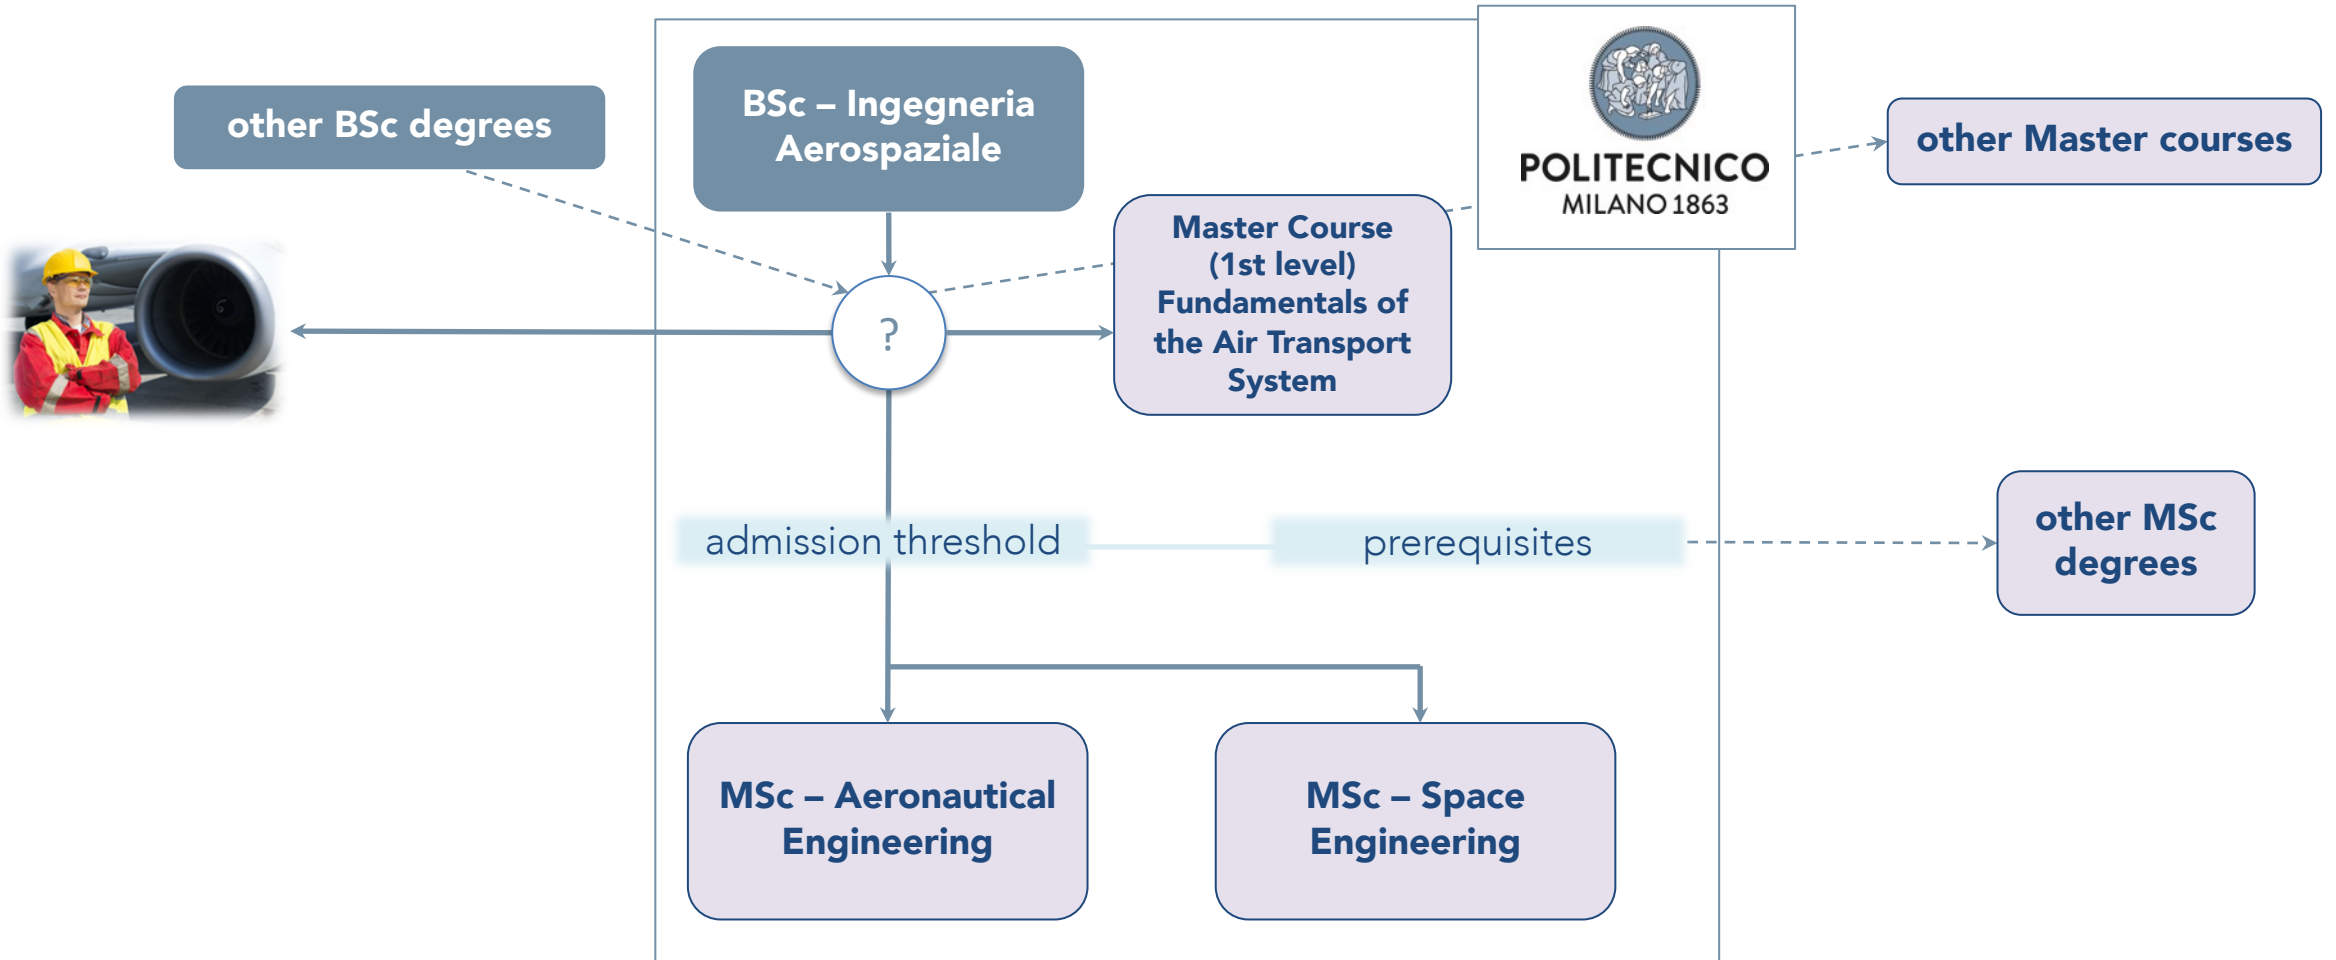 other BSc degrees
BSc – Ingegneria
Aerospaziale
POLITECNICO
MILANO 1863
other Master courses
Master Course
(1st level)
Fundamentals of
the Air Transport
System
?
admission threshold
prerequisites
other MSc
degrees
MSc – Aeronautical
Engineering
MSc – Space
Engineering